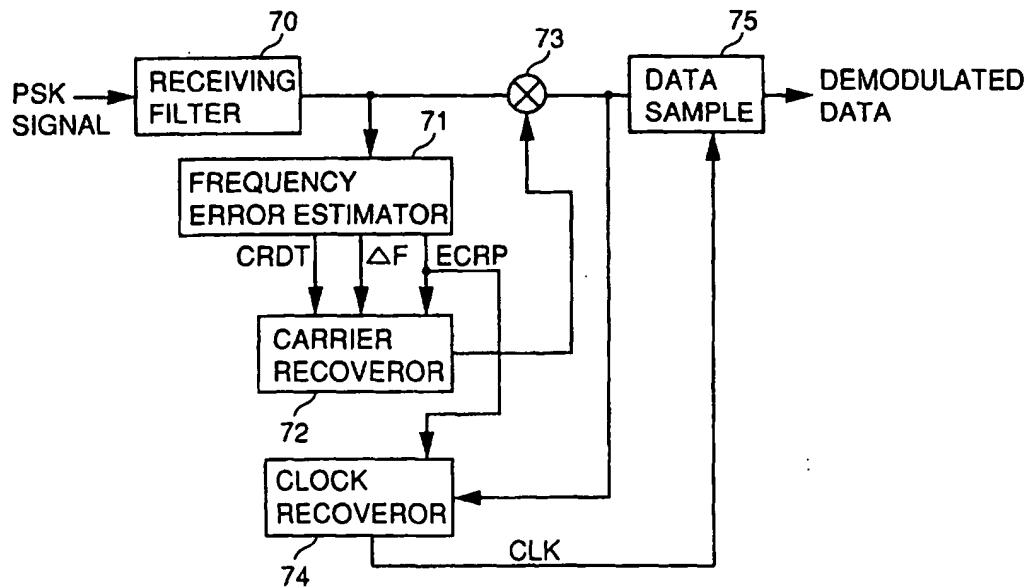 70
73
75
PSK
SIGNAL
RECEIVING
FILTER
DATA
SAMPLE
DEMODULATED
DATA
71
FREQUENCY
ERROR ESTIMATOR
CRDT
△F
ECRP
CARRIER
RECOVEROR
72
CLOCK
RECOVEROR
74
CLK